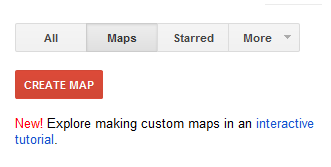 All Maps Starred More
CREATE MAP
New! Explore making custom maps in an interactive
tutorial.